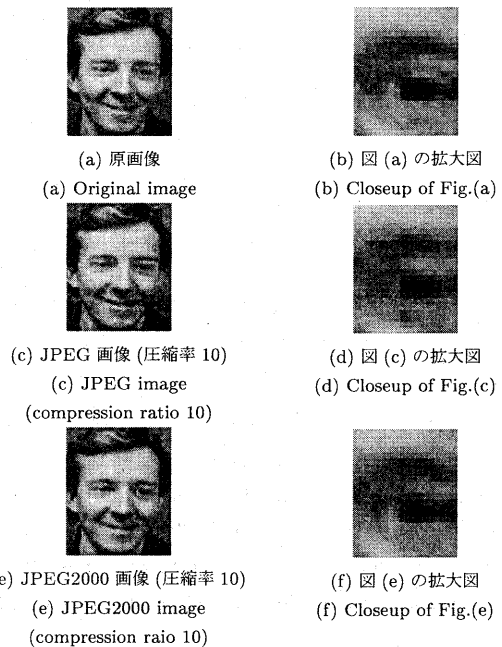 (a) 原画像
(a) Original image
(b) 図 (a) の拡大図
(b) Closeup of Fig.(a)
(c) JPEG 画像 (圧縮率 10)
(c) JPEG image
(compression ratio 10)
(d) 図 (c) の拡大図
(d) Closeup of Fig.(c)
e) JPEG2000 画像 (圧縮率 10)
(e) JPEG2000 image
(compression raio 10)
(f) 図 (e) の拡大図
(f) Closeup of Fig.(e)